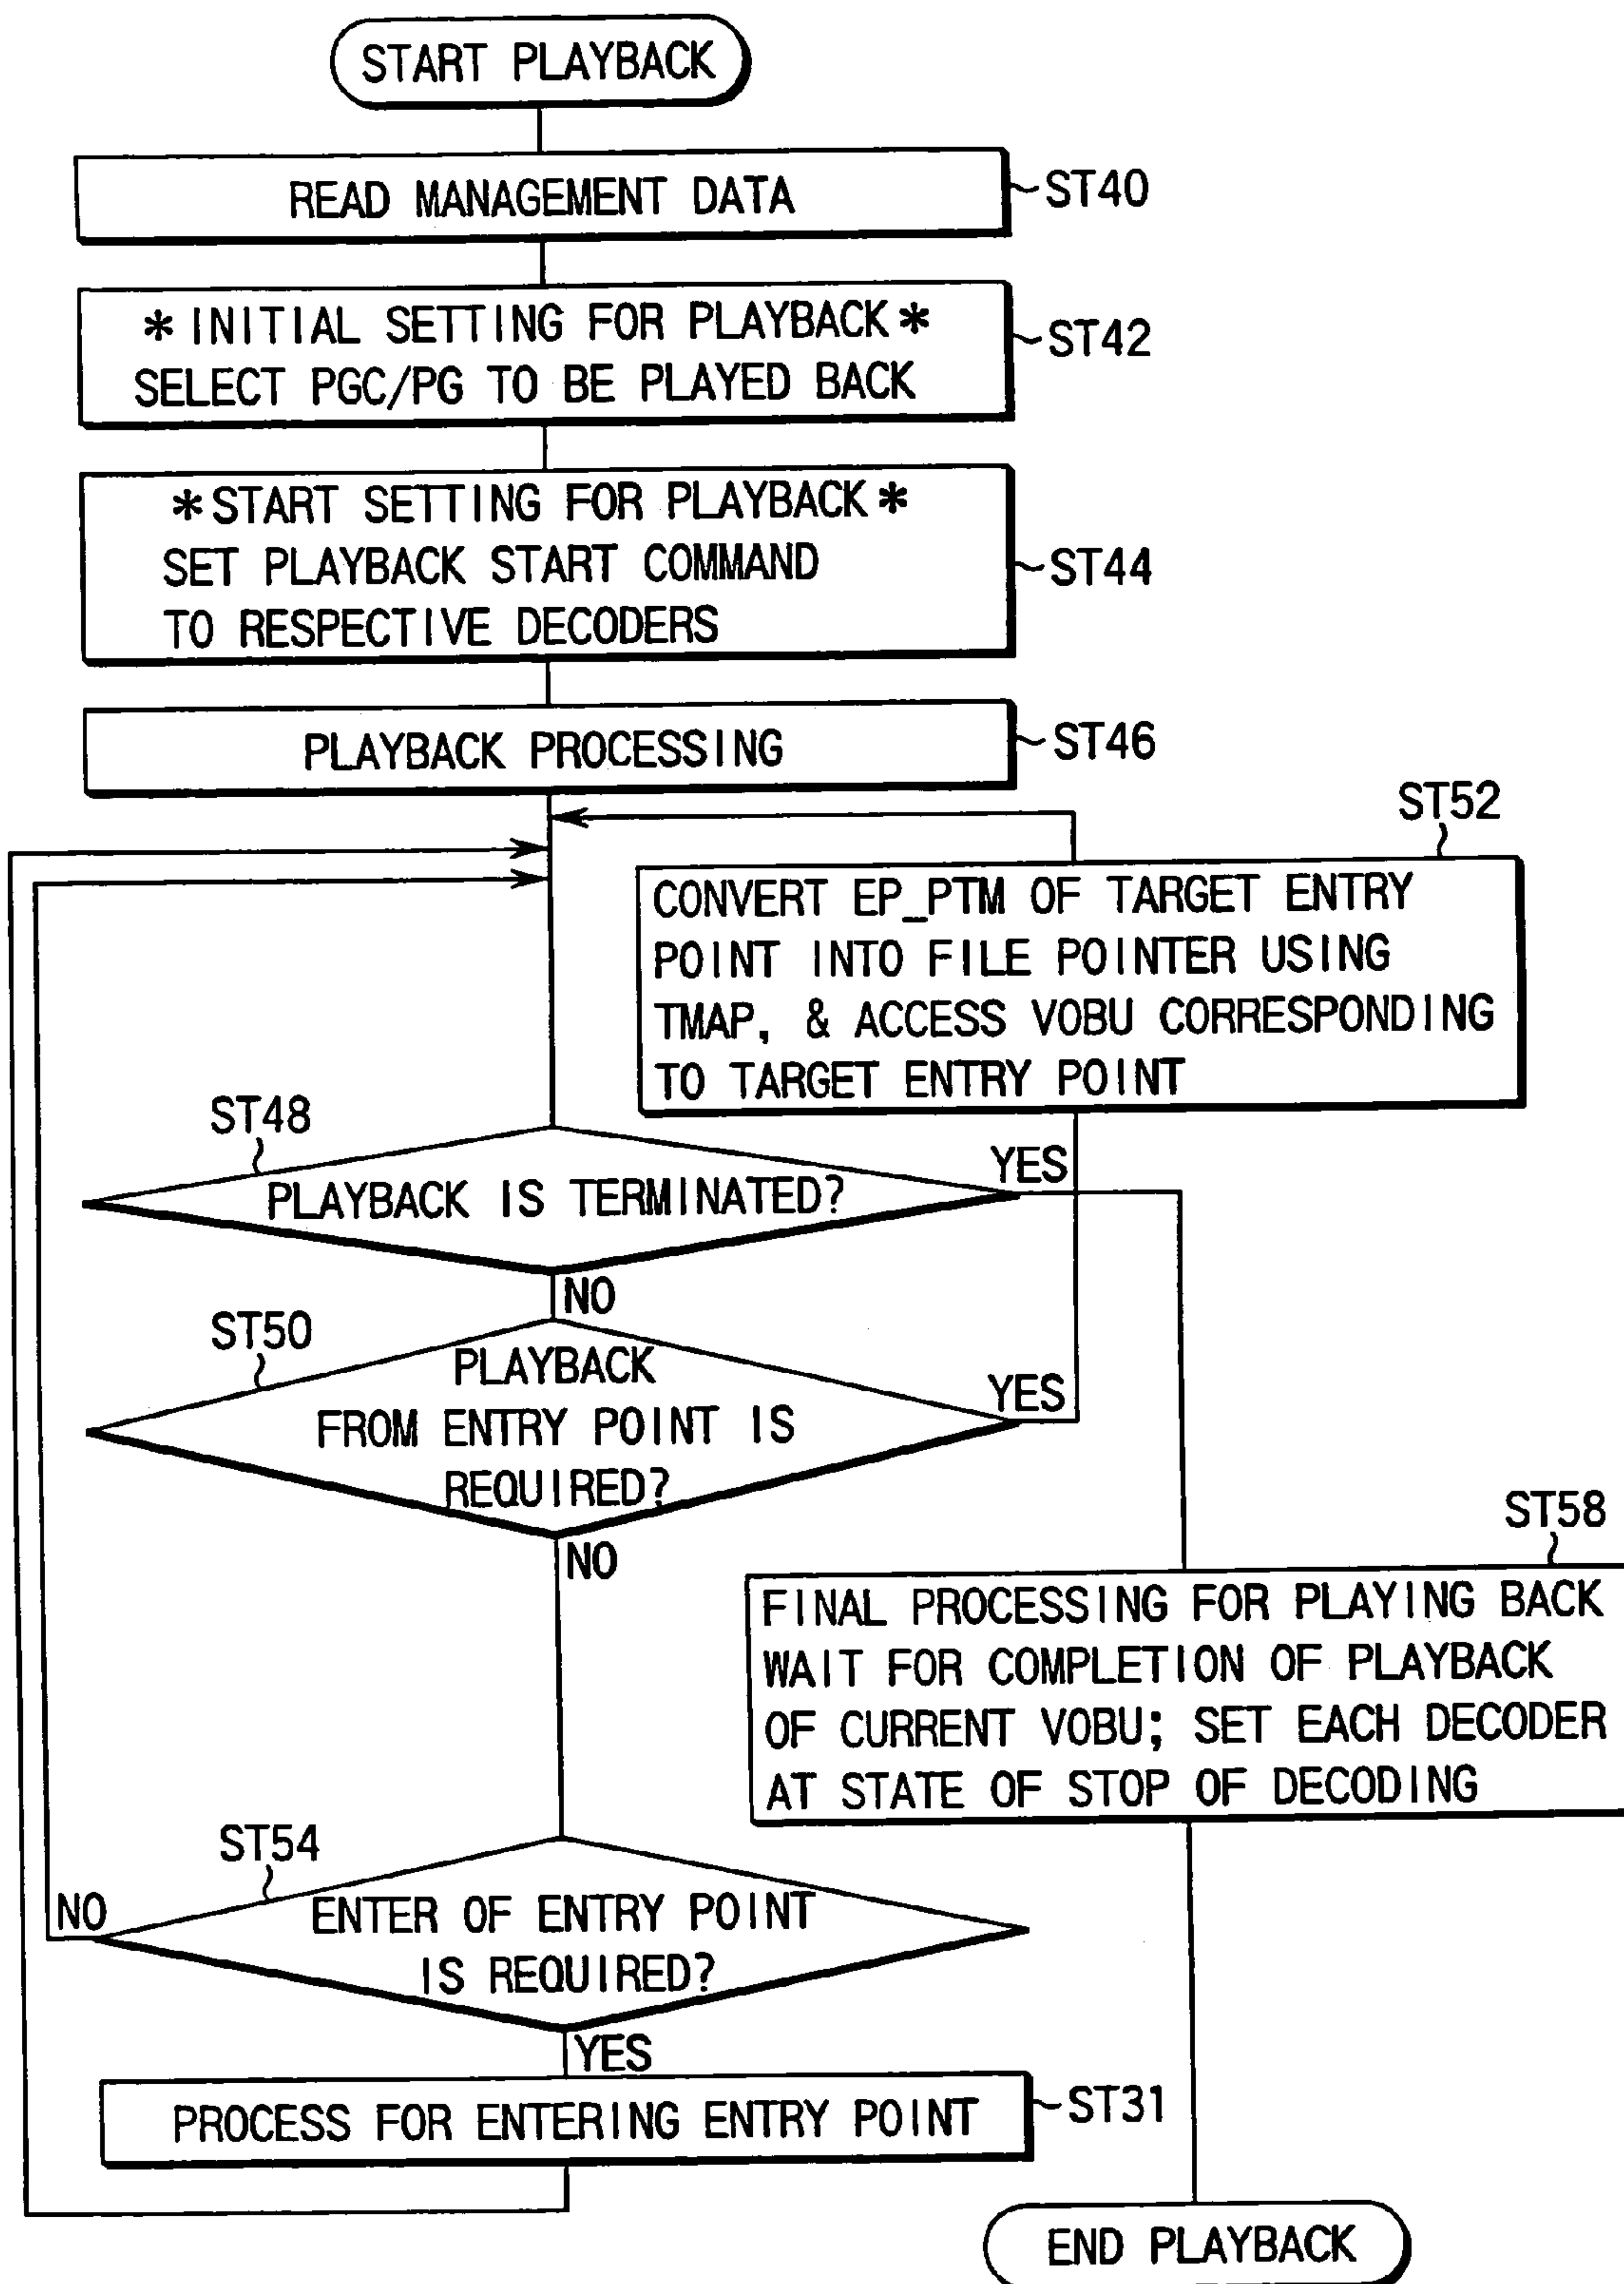 START PLAYBACK
READ MANAGEMENT DATA
ST40
* INITIAL SETTING FOR PLAYBACK *
SELECT PGC/PG TO BE PLAYED BACK
ST42
* START SETTING FOR PLAYBACK *
SET PLAYBACK START COMMAND
TO RESPECTIVE DECODERS
ST44
PLAYBACK PROCESSING
ST46
ST52
CONVERT EP_PTM OF TARGET ENTRY
POINT INTO FILE POINTER USING
TMAP, & ACCESS VOBU CORRESPONDING
TO TARGET ENTRY POINT
ST48
PLAYBACK IS TERMINATED?
YES
NO
ST50
PLAYBACK
FROM ENTRY POINT IS
REQUIRED?
YES
NO
ST58
FINAL PROCESSING FOR PLAYING BACK
WAIT FOR COMPLETION OF PLAYBACK
OF CURRENT VOBU; SET EACH DECODER
AT STATE OF STOP OF DECODING
ST54
NO
ENTER OF ENTRY POINT
IS REQUIRED?
YES
PROCESS FOR ENTERING ENTRY POINT
ST31
END PLAYBACK